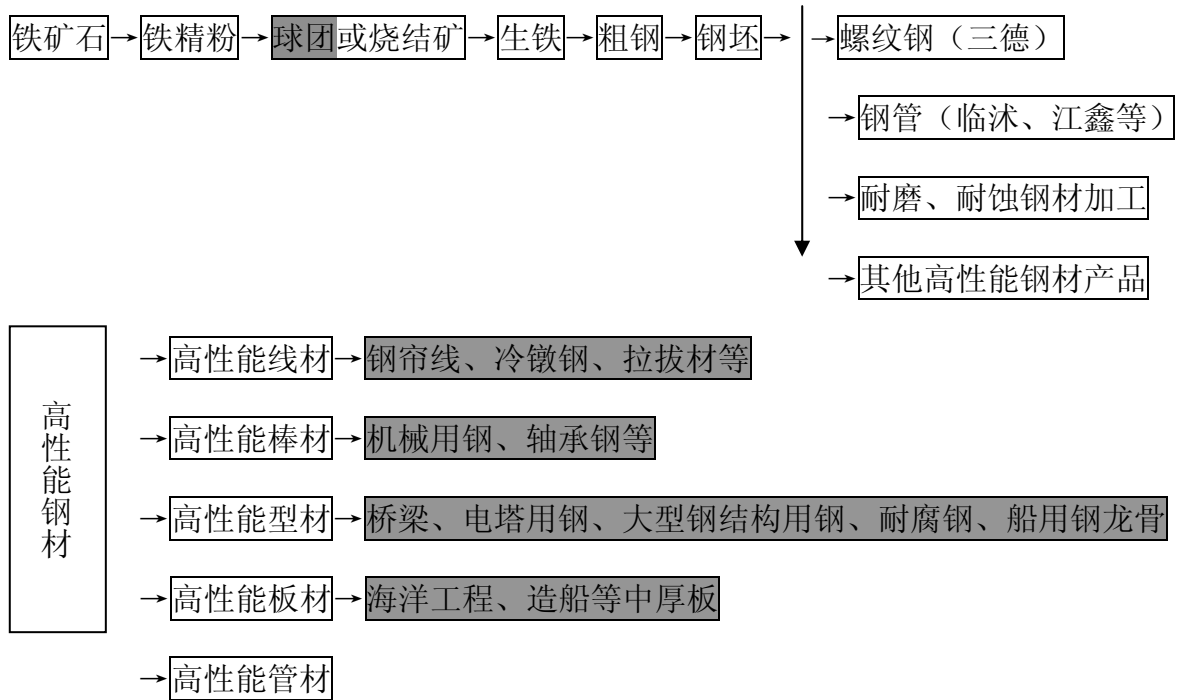 铁矿石→铁精粉→球团或烧结矿→生铁→粗钢→钢坯→ →螺纹钢（三德）
→钢管（临沭、江鑫等）
→耐磨、耐蚀钢材加工
→其他高性能钢材产品
高性能钢材
→高性能线材→钢帘线、冷镦钢、拉拔材等
→高性能棒材→机械用钢、轴承钢等
→高性能型材→桥梁、电塔用钢、大型钢结构用钢、耐腐钢、船用钢龙骨
→高性能板材→海洋工程、造船等中厚板
→高性能管材